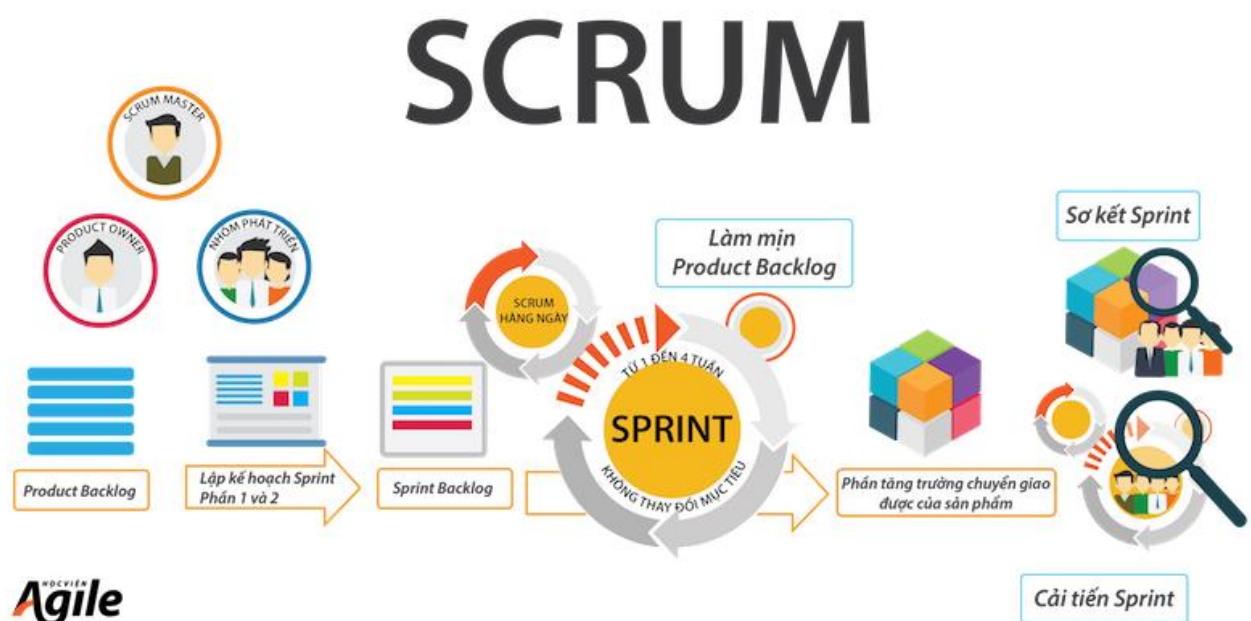 SCRUM
SCRUM MASTER
PRODUCT OWNER
NHÓM PHÁT TRIỂN
Sơ kết Sprint
Làm mịn
Product Backlog
SCRUM
HÀNG NGÀY
TỪ 1 ĐẾN 4 TUẦN
SPRINT
KHÔNG THAY ĐỔI MỤC TIÊU
Product Backlog
Lập kế hoạch Sprint
Phần 1 và 2
Sprint Backlog
Phần tăng trưởng chuyển giao
được của sản phẩm
Cải tiến Sprint
HỌC VIỆN
Agile